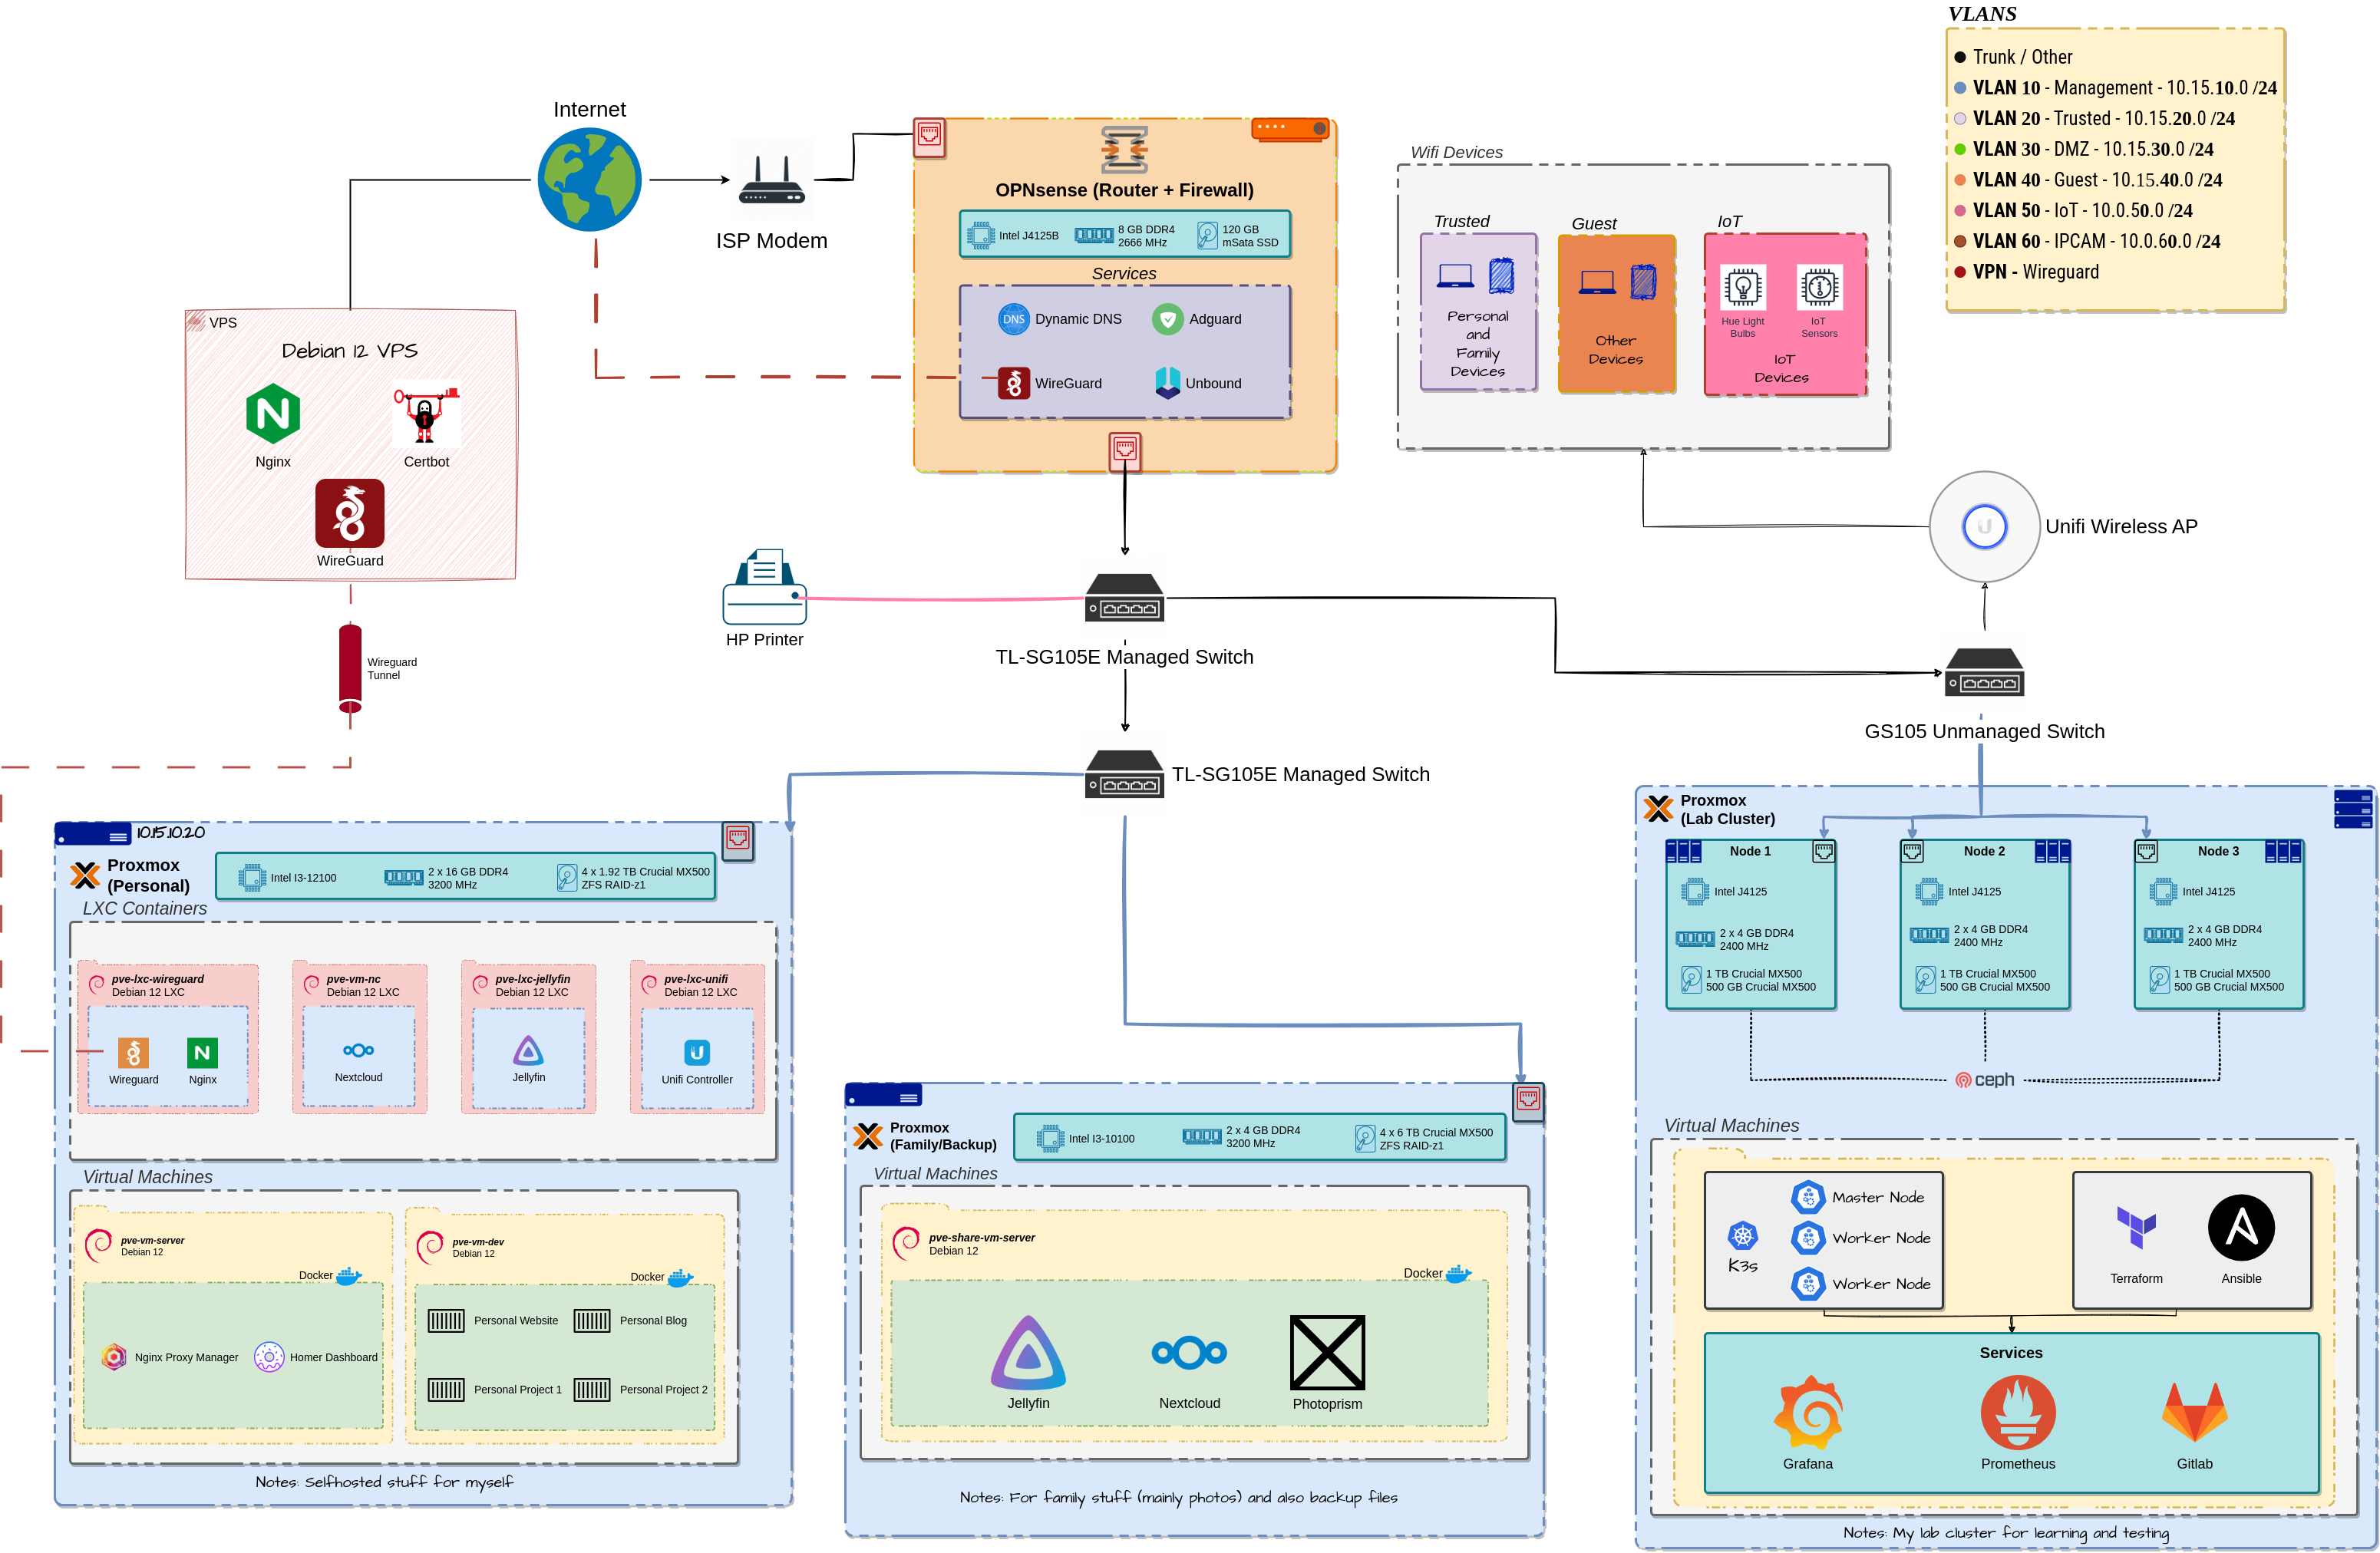 VLANS
Trunk / Other
VLAN 10 - Management - 10.15.10.0 /24
VLAN 20 - Trusted - 10.15.20.0 /24
VLAN 30 - DMZ - 10.15.30.0 /24
VLAN 40 - Guest - 10.15.40.0 /24
VLAN 50 - IoT - 10.0.50.0 /24
VLAN 60 - IPCAM - 10.0.60.0 /24
VPN - Wireguard
Internet
ISP Modem
OPNsense (Router + Firewall)
Intel J4125B
8 GB DDR4
2666 MHz
120 GB
mSata SSD
Services
DNS
Dynamic DNS
Adguard
WireGuard
Unbound
Wifi Devices
Trusted
Personal
and
Family
Devices
Guest
Other
Devices
IoT
Hue Light
Bulbs
IoT
Sensors
IoT
Devices
VPS
Debian 12 VPS
Nginx
Certbot
WireGuard
Unifi Wireless AP
HP Printer
TL-SG105E Managed Switch
Wireguard
Tunnel
GS105 Unmanaged Switch
TL-SG105E Managed Switch
10.15.10.20
Proxmox
(Personal)
Intel I3-12100
2 x 16 GB DDR4
3200 MHz
4 x 1.92 TB Crucial MX500
ZFS RAID-z1
LXC Containers
pve-lxc-wireguard
Debian 12 LXC
Wireguard
Nginx
pve-vm-nc
Debian 12 LXC
Nextcloud
pve-lxc-jellyfin
Debian 12 LXC
Jellyfin
pve-lxc-unifi
Debian 12 LXC
Unifi Controller
Virtual Machines
pve-vm-server
Debian 12
Docker
Nginx Proxy Manager
Homer Dashboard
pve-vm-dev
Debian 12
Docker
Personal Website
Personal Blog
Personal Project 1
Personal Project 2
Notes: Selfhosted stuff for myself
Proxmox
(Family/Backup)
Intel I3-10100
2 x 4 GB DDR4
3200 MHz
4 x 6 TB Crucial MX500
ZFS RAID-z1
Virtual Machines
pve-share-vm-server
Debian 12
Docker
Jellyfin
Nextcloud
Photoprism
Notes: For family stuff (mainly photos) and also backup files
Proxmox
(Lab Cluster)
Node 1
Intel J4125
2 x 4 GB DDR4
2400 MHz
1 TB Crucial MX500
500 GB Crucial MX500
Node 2
Intel J4125
2 x 4 GB DDR4
2400 MHz
1 TB Crucial MX500
500 GB Crucial MX500
Node 3
Intel J4125
2 x 4 GB DDR4
2400 MHz
1 TB Crucial MX500
500 GB Crucial MX500
ceph
Virtual Machines
K3s
Master Node
Worker Node
Worker Node
Terraform
Ansible
Services
Grafana
Prometheus
Gitlab
Notes: My lab cluster for learning and testing